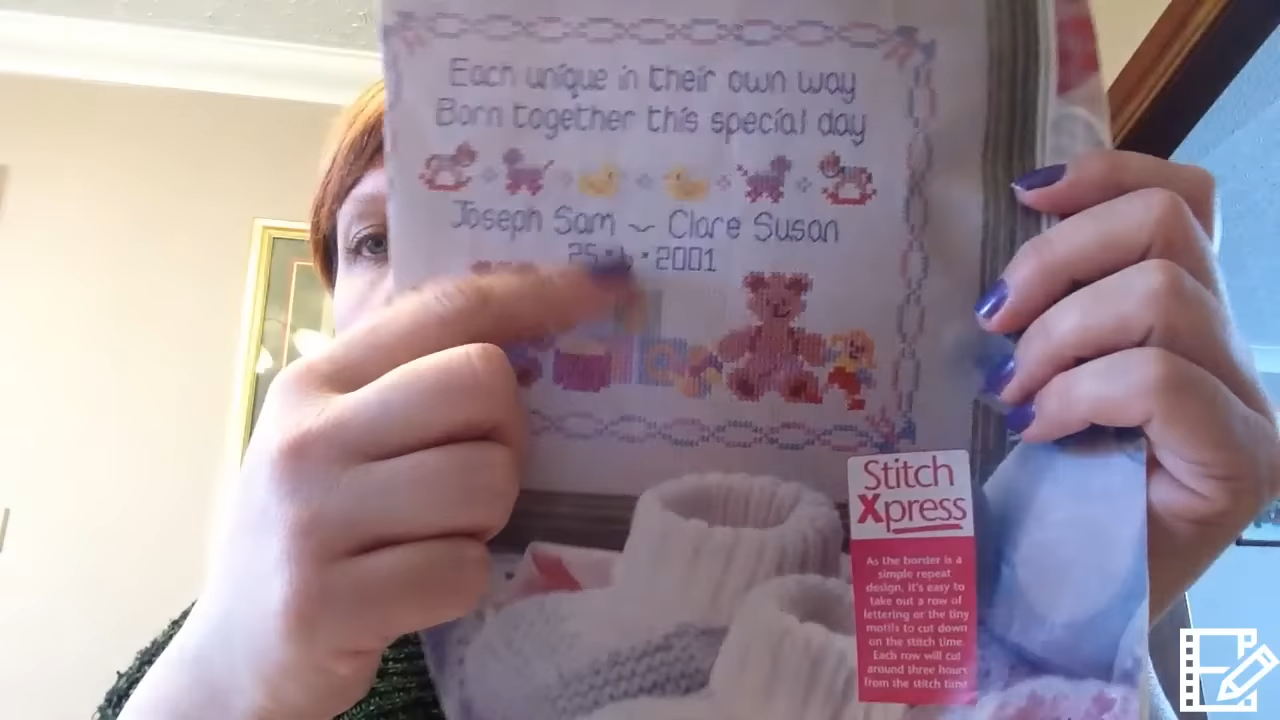 Each unique in their own way
Born together this special day
Joseph Sam ~ Clare Susan
25 * 6 * 2001
Stitch
Xpress
As the border is a
simple repeat
design, it's easy to
take out a row of
lettering or the tiny
motifs to cut down
on the stitch time.
Each row will cut
around three hours
from the stitch time